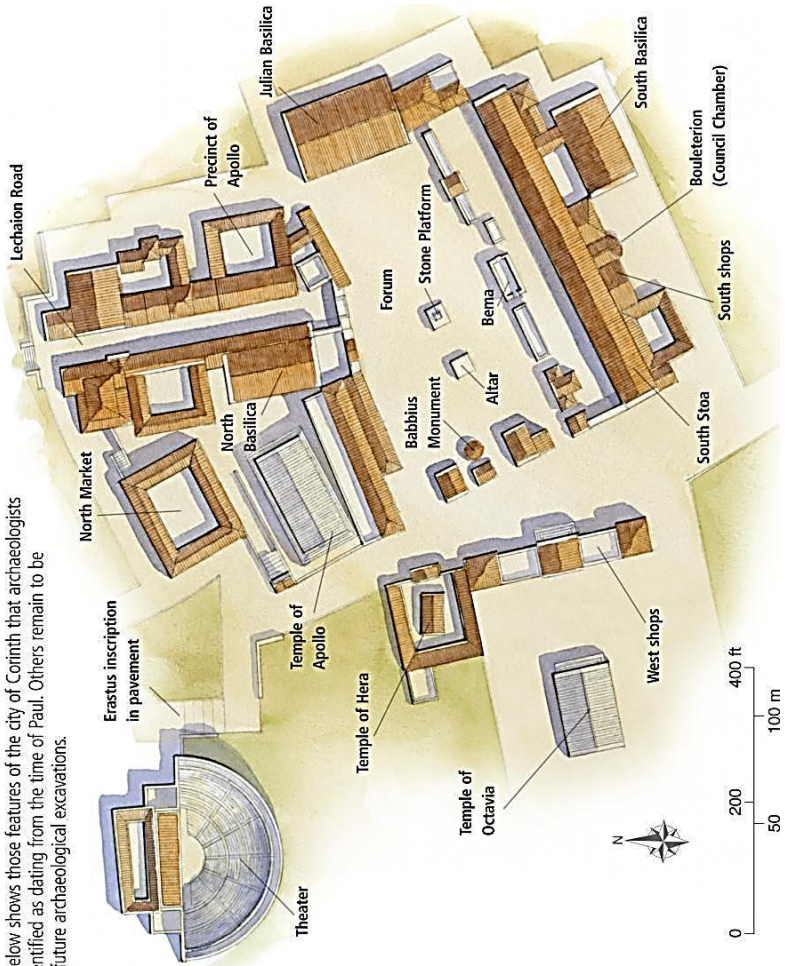 elow shows those features of the city of Corinth that archaeologists
entified as dating from the time of Paul. Others remain to be
future archaeological excavations.
Lechaion Road
Julian Basilica
Precinct of
Apollo
North Market
North
Basilica
Forum
Stone Platform
Bema
Altar
Babbius
Monument
South Basilica
Bouleterion
(Council Chamber)
South shops
South Stoa
Erastus inscription
in pavement
Temple of
Apollo
Temple of Hera
West shops
Temple of
Octavia
Theater
N
0 200 400 ft
50 100 m